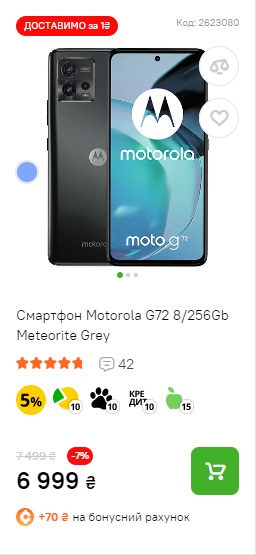 ДОСТАВИМО за 1₴
Код: 2623080
motorola
motorola
moto g72
Смартфон Motorola G72 8/256Gb
Meteorite Grey
42
5%
10
10
КРЕ
ДИТ
10
15
7 499 ₴
-7%
6 999 ₴
+70 ₴ на бонусний рахунок